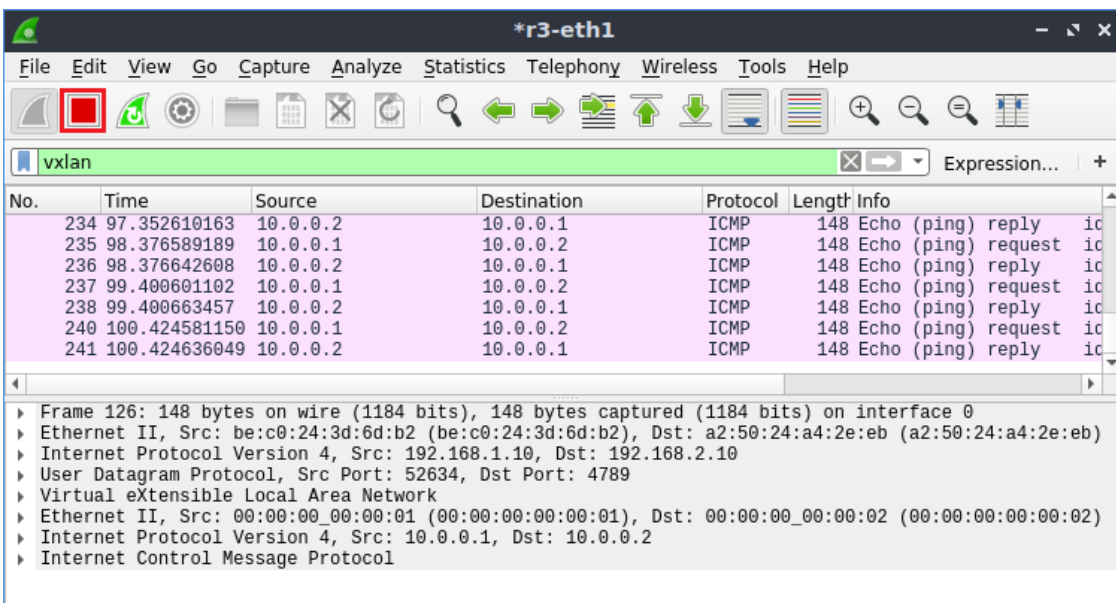 *r3-eth1
File Edit View Go Capture Analyze Statistics Telephony Wireless Tools Help
vxlan Expression... +
No. Time Source Destination Protocol Length Info
234 97.352610163 10.0.0.2 10.0.0.1 ICMP 148 Echo (ping) reply
235 98.376589189 10.0.0.1 10.0.0.2 ICMP 148 Echo (ping) request
236 98.376642608 10.0.0.2 10.0.0.1 ICMP 148 Echo (ping) reply
237 99.400601102 10.0.0.1 10.0.0.2 ICMP 148 Echo (ping) request
238 99.400663457 10.0.0.2 10.0.0.1 ICMP 148 Echo (ping) reply
240 100.424581150 10.0.0.1 10.0.0.2 ICMP 148 Echo (ping) request
241 100.424636049 10.0.0.2 10.0.0.1 ICMP 148 Echo (ping) reply
Frame 126: 148 bytes on wire (1184 bits), 148 bytes captured (1184 bits) on interface 0
Ethernet II, Src: be:c0:24:3d:6d:b2 (be:c0:24:3d:6d:b2), Dst: a2:50:24:a4:2e:eb (a2:50:24:a4:2e:eb)
Internet Protocol Version 4, Src: 192.168.1.10, Dst: 192.168.2.10
User Datagram Protocol, Src Port: 52634, Dst Port: 4789
Virtual eXtensible Local Area Network
Ethernet II, Src: 00:00:00_00:00:01 (00:00:00:00:00:01), Dst: 00:00:00_00:00:02 (00:00:00:00:00:02)
Internet Protocol Version 4, Src: 10.0.0.1, Dst: 10.0.0.2
Internet Control Message Protocol